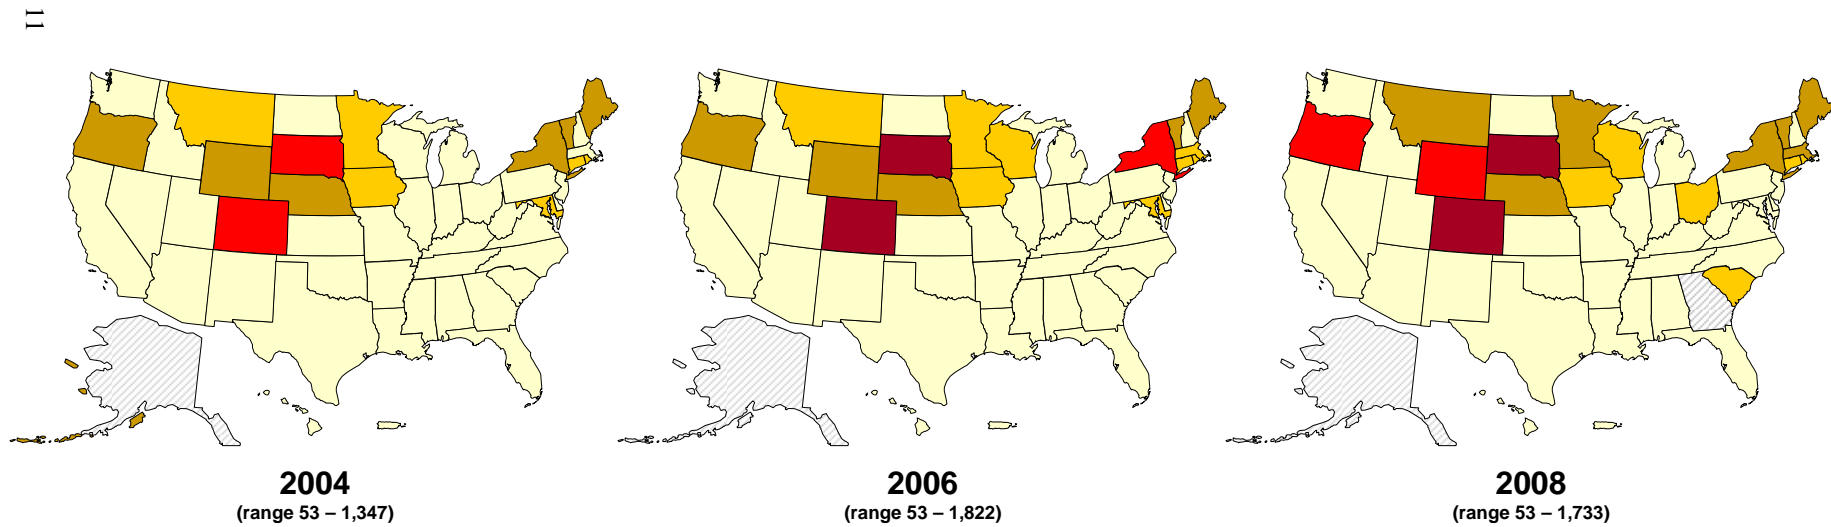 11
2004
(range 53 – 1,347)
2006
(range 53 – 1,822)
2008
(range 53 – 1,733)